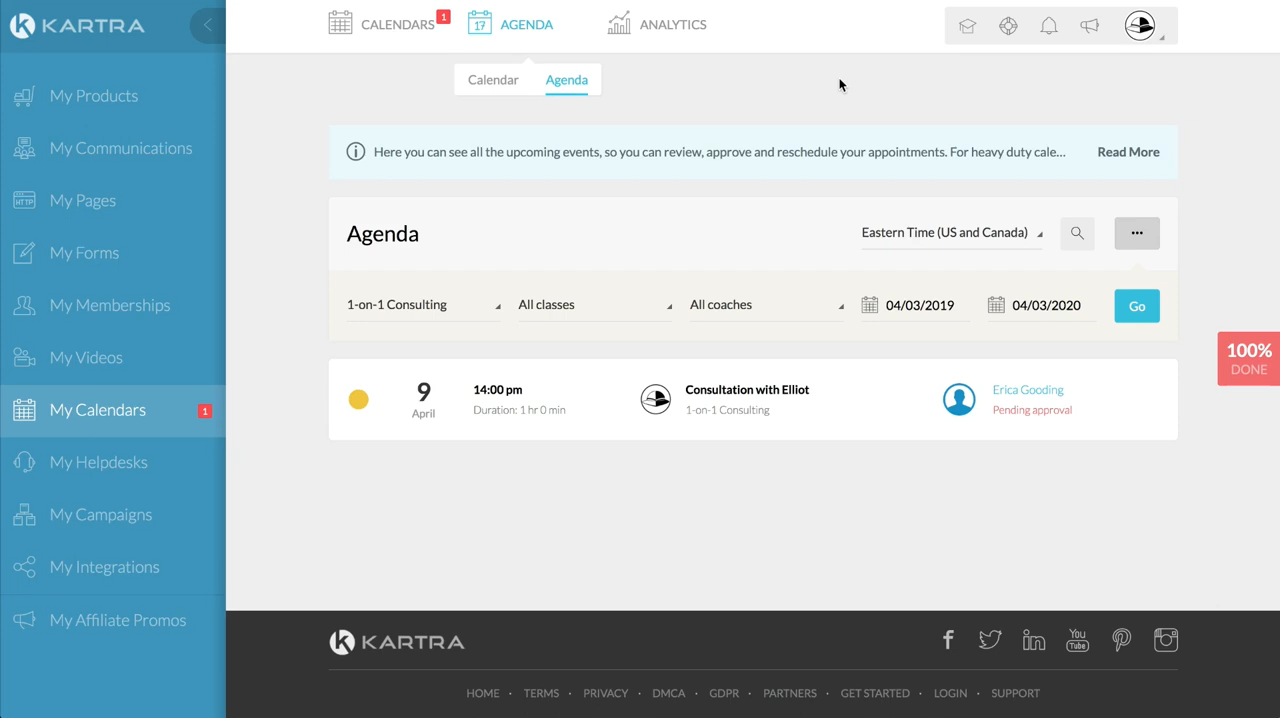 KARTRA
CALENDARS 1
17 AGENDA
ANALYTICS
Calendar
Agenda
My Products
My Communications
HTTP My Pages
My Forms
My Memberships
My Videos
My Calendars 1
My Helpdesks
My Campaigns
My Integrations
My Affiliate Promos
Here you can see all the upcoming events, so you can review, approve and reschedule your appointments. For heavy duty cale... Read More
Agenda
Eastern Time (US and Canada)
1-on-1 Consulting
All classes
All coaches
04/03/2019
04/03/2020
Go
100%
DONE
9
April
14:00 pm
Duration: 1 hr 0 min
Consultation with Elliot
1-on-1 Consulting
Erica Gooding
Pending approval
KARTRA
You
Tube
HOME · TERMS · PRIVACY · DMCA · GDPR · PARTNERS · GET STARTED · LOGIN · SUPPORT